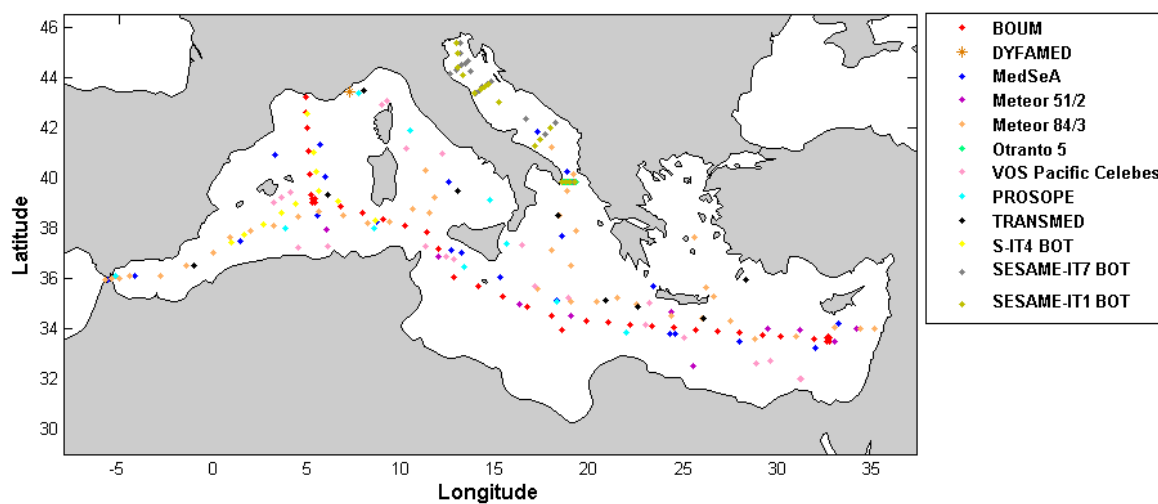 46
44
42
40
38
36
34
32
30
Latitude
-5
0
5
10
15
20
25
30
35
Longitude
BOUM
DYFAMED
MedSeA
Meteor 51/2
Meteor 84/3
Otranto 5
VOS Pacific Celebes
PROSOPE
TRANSMED
S-IT4 BOT
SESAME-IT7 BOT
SESAME-IT1 BOT